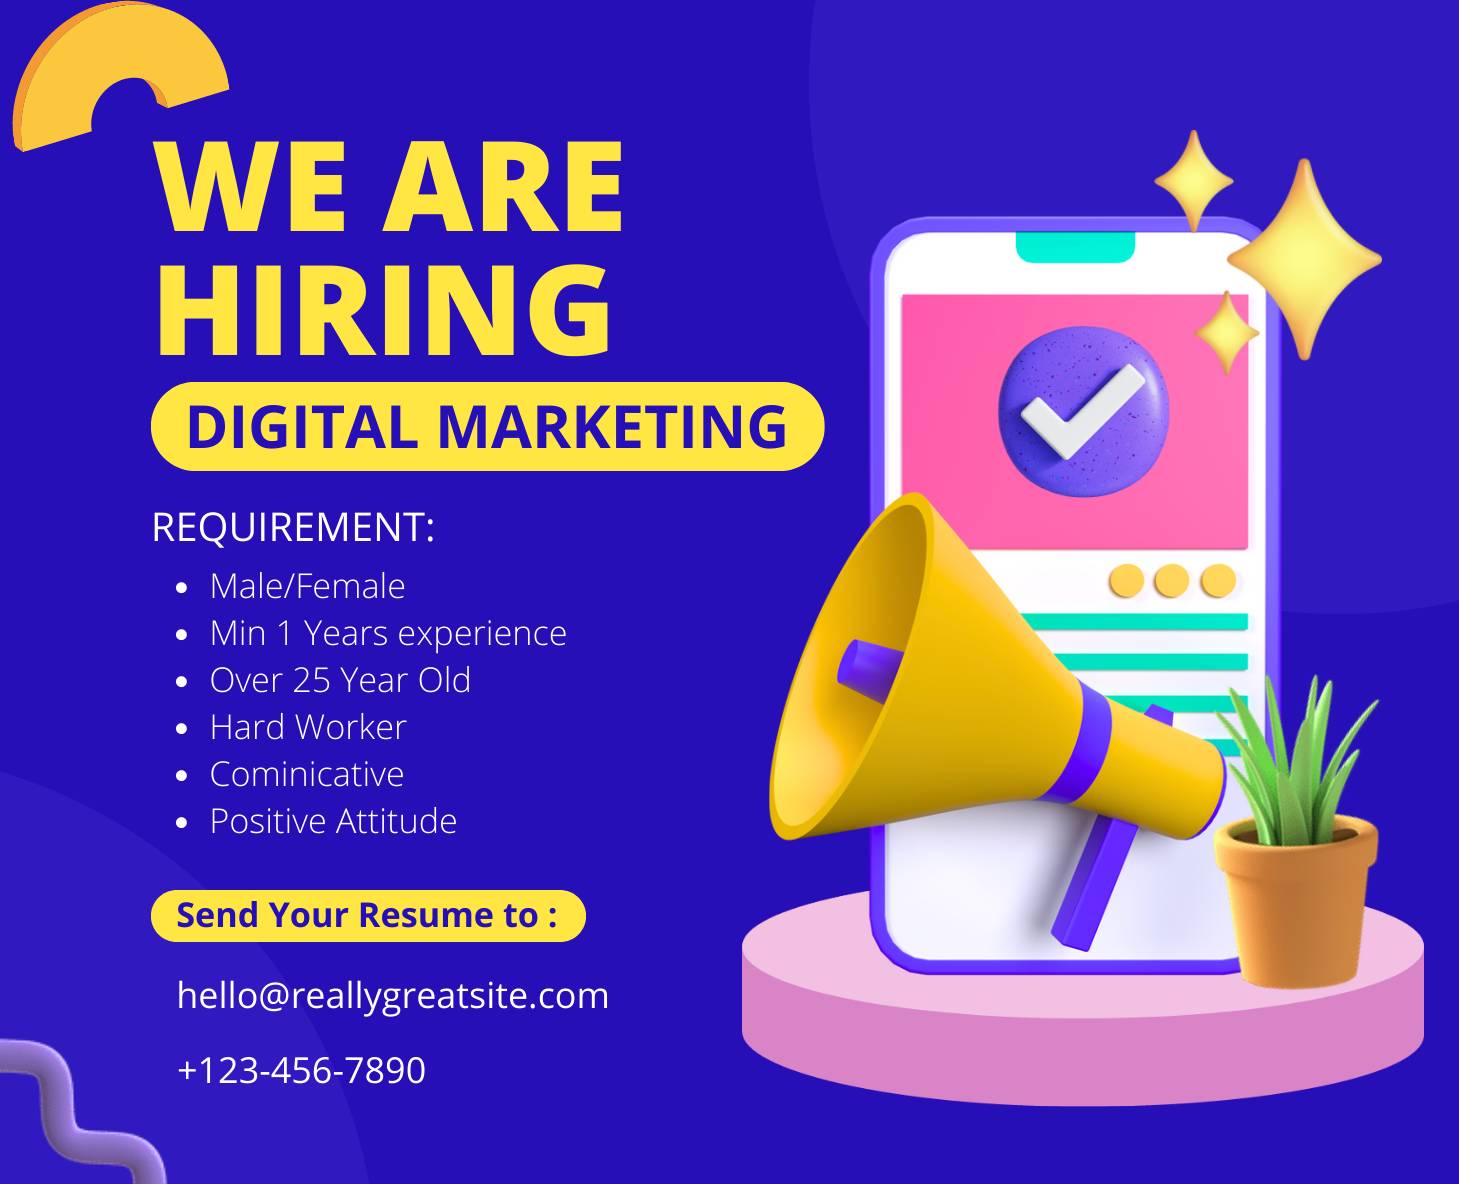 WE ARE
HIRING
DIGITAL MARKETING
REQUIREMENT:
• Male/Female
• Min 1 Years experience
• Over 25 Year Old
• Hard Worker
• Cominicative
• Positive Attitude
Send Your Resume to :
hello@reallygreatsite.com
+123-456-7890